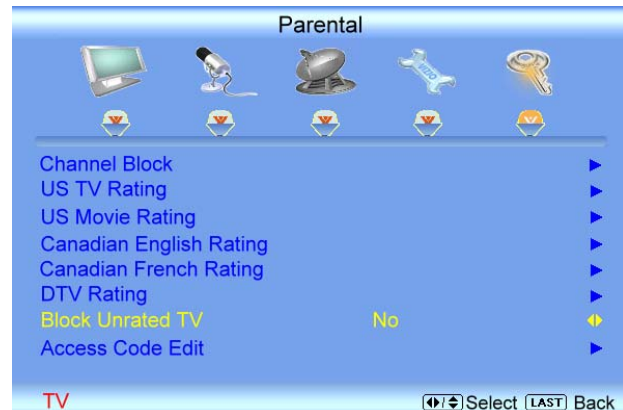 Parental
VIZIO
Channel Block
US TV Rating
US Movie Rating
Canadian English Rating
Canadian French Rating
DTV Rating
Block Unrated TV No
Access Code Edit
TV Select LAST Back